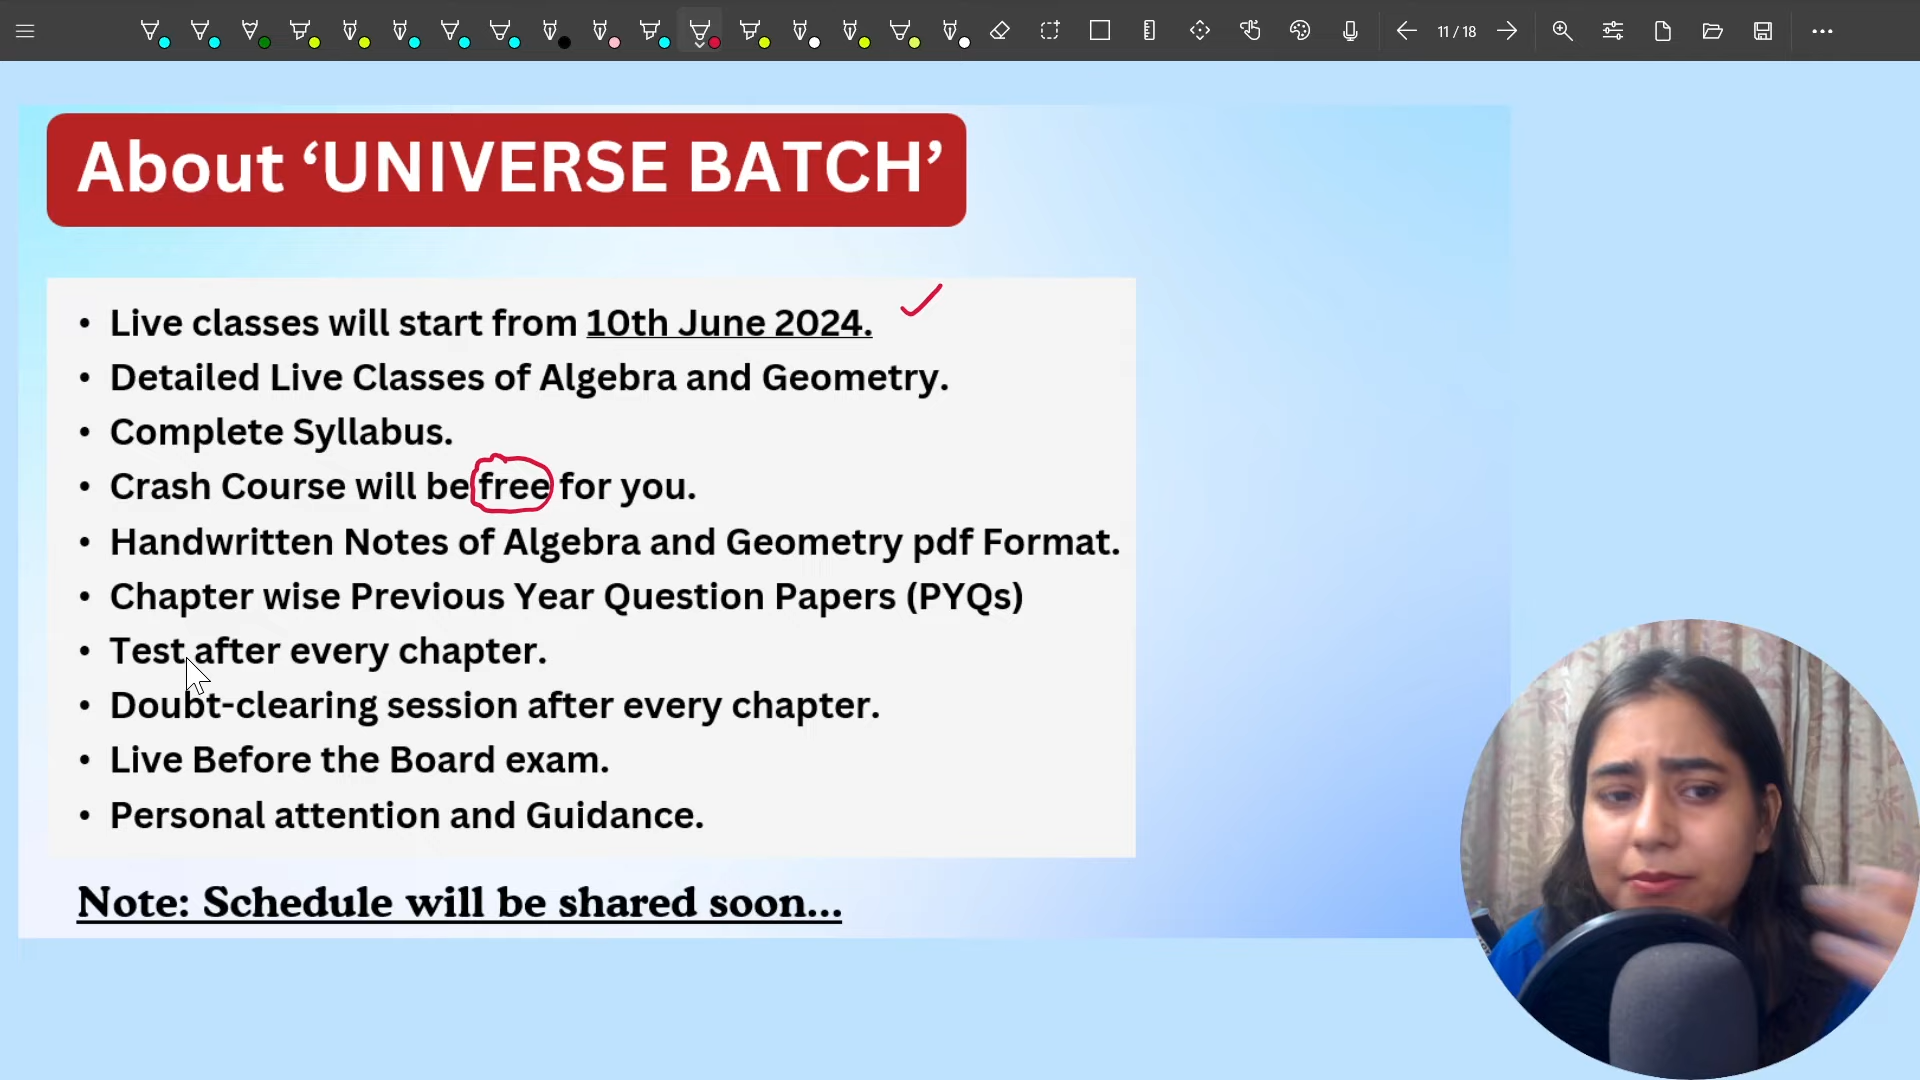 11/18
About ‘UNIVERSE BATCH’
• Live classes will start from 10th June 2024.
• Detailed Live Classes of Algebra and Geometry.
• Complete Syllabus.
• Crash Course will be free for you.
• Handwritten Notes of Algebra and Geometry pdf Format.
• Chapter wise Previous Year Question Papers (PYQs)
• Test after every chapter.
• Doubt-clearing session after every chapter.
• Live Before the Board exam.
• Personal attention and Guidance.
Note: Schedule will be shared soon...